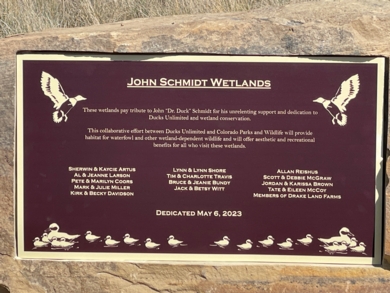 JOHN SCHMIDT WETLANDS
These wetlands pay tribute to John "Dr. Duck" Schmidt for his unrelenting support and dedication to
Ducks Unlimited and wetland conservation.
This collaborative effort between Ducks Unlimited and Colorado Parks and Wildlife will provide
habitat for waterfowl and other wetland-dependent wildlife and will offer aesthetic and recreational
benefits for all who visit these wetlands.
SHERWIN & KAYCIE ARTUS
AL & JEANNE LARSON
PETE & MARILYN COORS
MARK & JULIE MILLER
KIRK & BECKY DAVIDSON
LYNN & LYNN SHORE
TIM & CHARLOTTE TRAVIS
BRUCE & JEANIE BUNDY
JACK & BETSY WITT
ALLAN REISHUS
SCOTT & DEBBIE MCGRAW
JORDAN & KARISSA BROWN
TATE & EILEEN MCCOY
MEMBERS OF DRAKE LAND FARMS
DEDICATED MAY 6, 2023